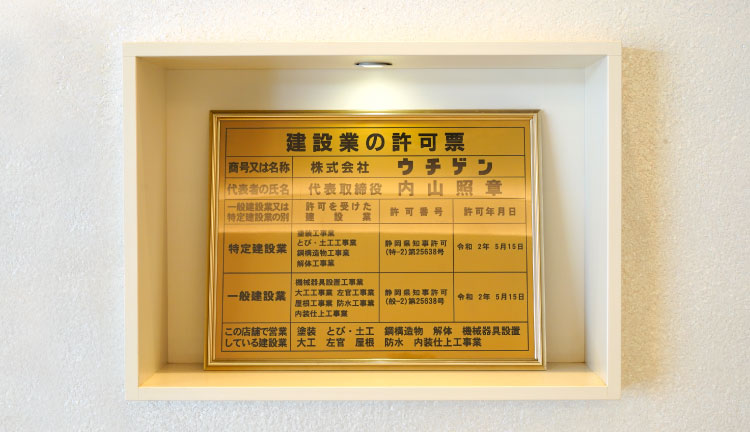 建設業の許可票
商号又は名称 株式会社 ウチゲン
代表者の氏名 代表取締役 内山照章
一般建設業又は 許可を受けた 許可番号 許可年月日
特定建設業の別 建設業
特定建設業
塗装工事業
とび・土工工事業
鋼構造物工事業
解体工事業
静岡県知事許可
(特-2)第25638号
令和 2年 5月15日
一般建設業
機械器具設置工事業
大工工事業 左官工事業
屋根工事業 防水工事業
内装仕上工事業
静岡県知事許可
(般-2)第25638号
令和 2年 5月15日
この店舗で営業 塗装 とび・土工 鋼構造物 解体 機械器具設置
している建設業 大工 左官 屋根 防水 内装仕上工事業